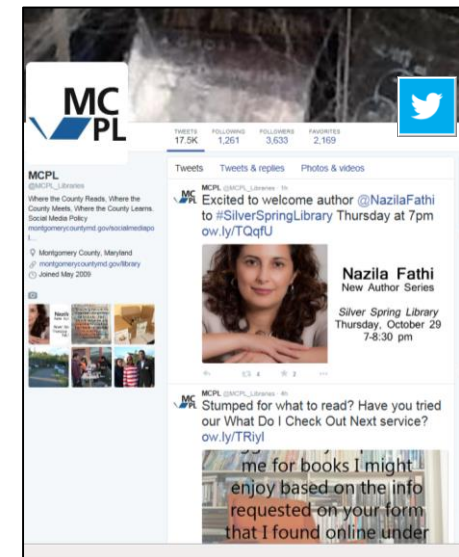 MC
PL
TWEETS FOLLOWING FOLLOWERS FAVORITES
17.5K 1,261 3,633 2,169
MCPL
@MCPL_Libraries
Where the County Reads, Where the
County Meets, Where the County Learns.
Social Media Policy
montgomerycountymd.gov/socialmediapo
l...
Montgomery County, Maryland
montgomerycountymd.gov/library
Joined May 2009
Tweets Tweets & replies Photos & videos
MCPL @MCPL_Libraries · 1h
Excited to welcome author @NazilaFathi
to #SilverSpringLibrary Thursday at 7pm
ow.ly/TQqfU
Nazila Fathi
New Author Series
Silver Spring Library
Thursday, October 29
7-8:30 pm
4 2
MCPL @MCPL_Libraries · 4h
Stumped for what to read? Have you tried
our What Do I Check Out Next service?
ow.ly/TRiyI
me for books I might
enjoy based on the info
requested on your form
that I found online under